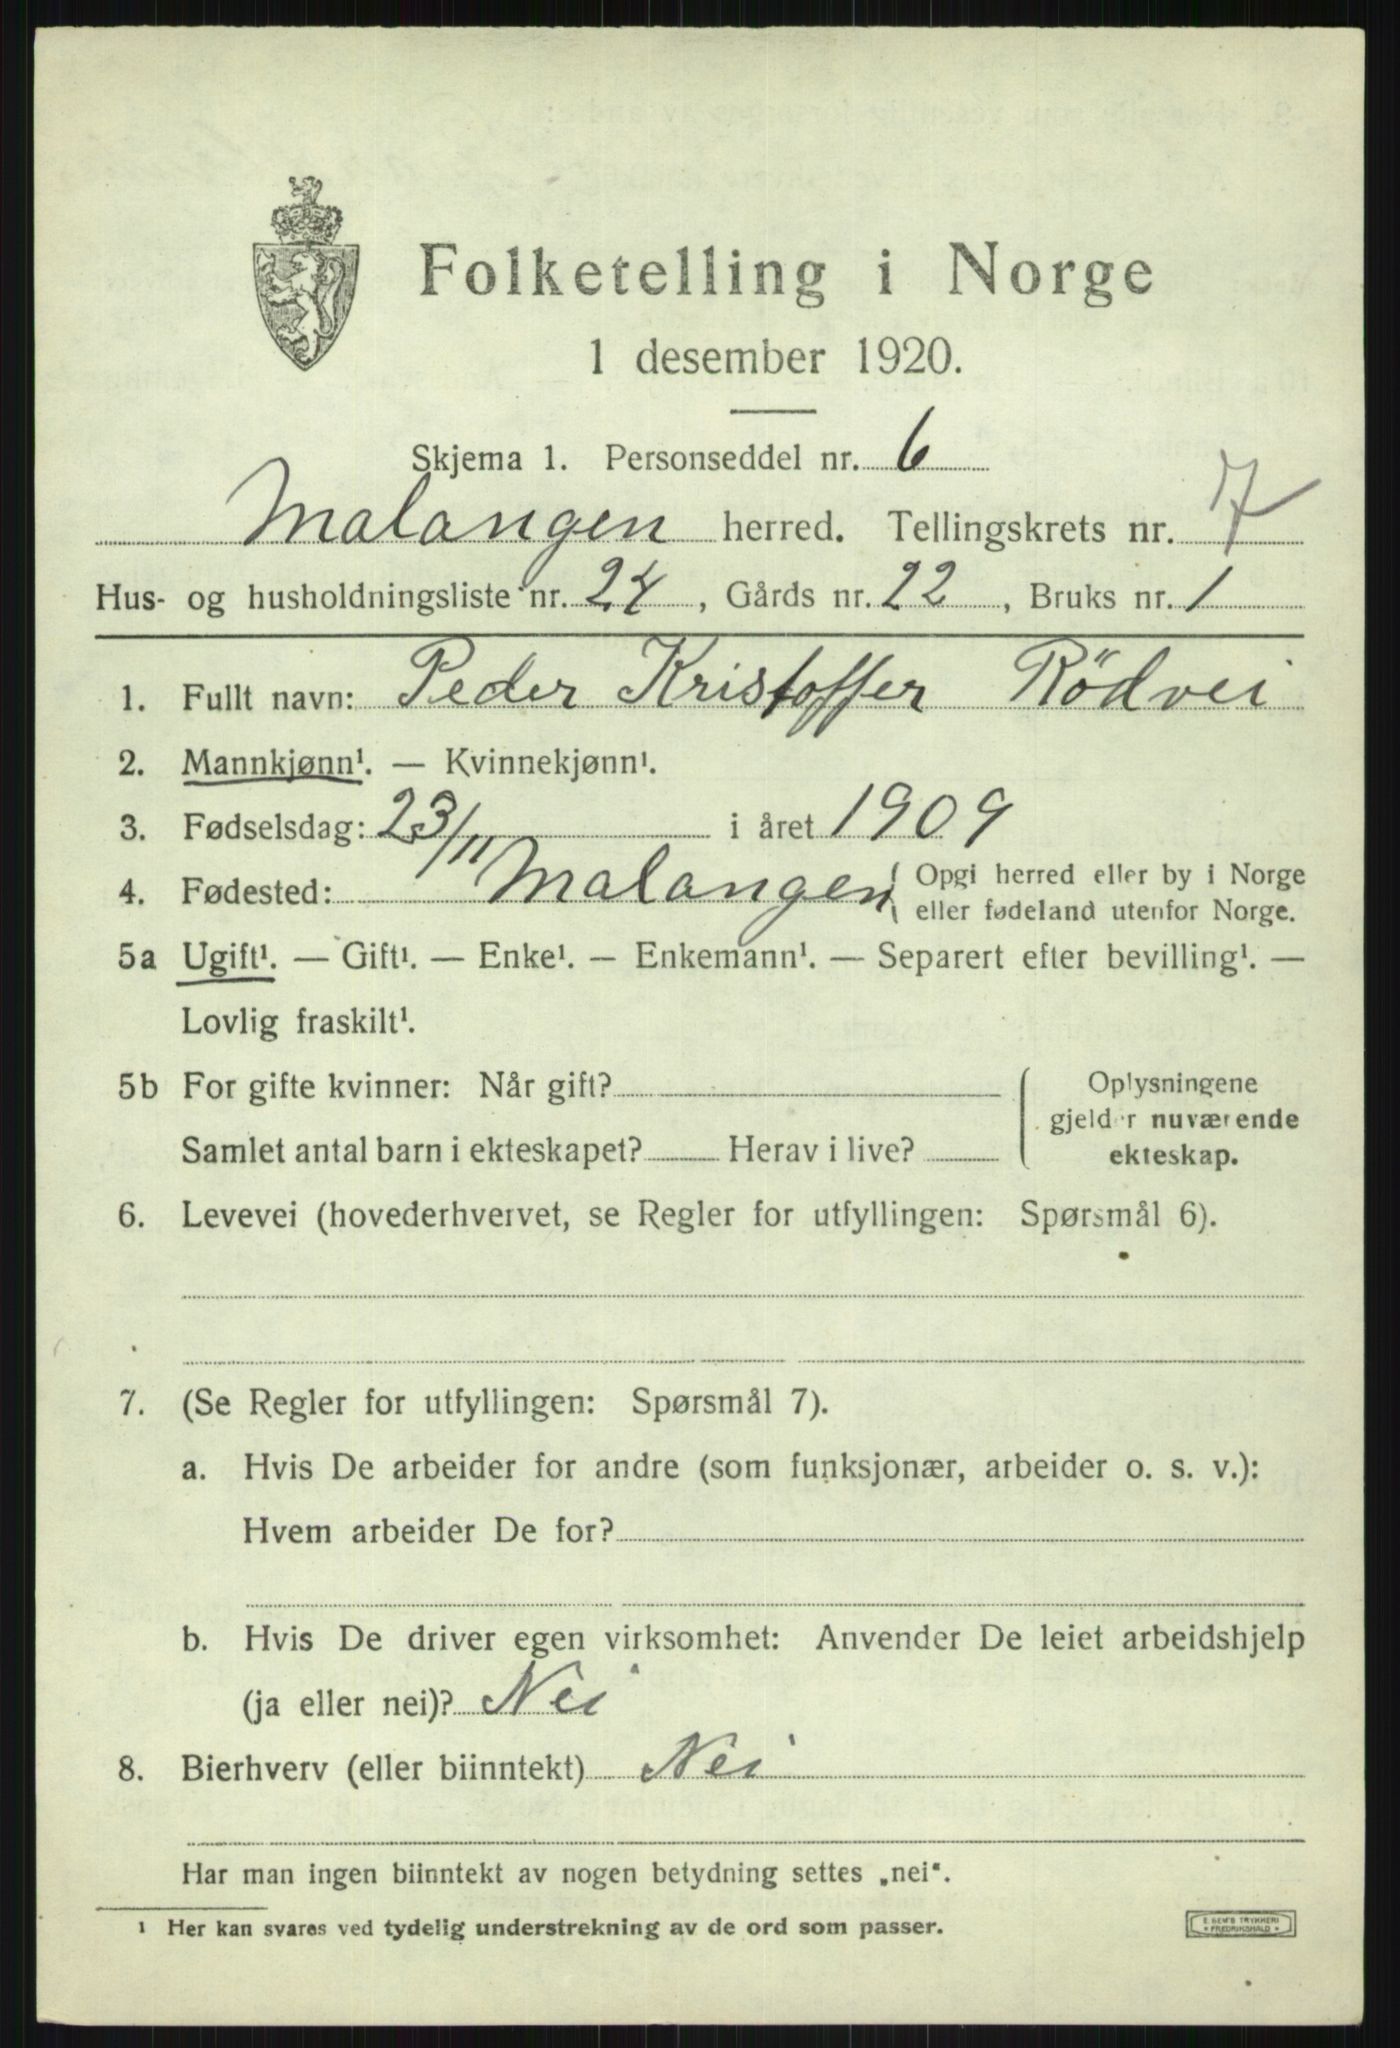 Folketelling i Norge
1 desember 1920.
Skjema 1. Personseddel nr. 6
Malangen herred. Tellingskrets nr. 7
Hus- og husholdningsliste nr. 24, Gårds nr. 22, Bruks nr. 1
1. Fullt navn: Peder Kristoffer Rödvei
2. Mannkjønn¹. — Kvinnekjønn¹.
3. Fødselsdag: 23/11 i året 1909
4. Fødested: Malangen { Opgi herred eller by i Norge
eller fødeland utenfor Norge.
5a Ugift¹. — Gift¹. — Enke¹. — Enkemann¹. — Separert efter bevilling¹. —
Lovlig fraskilt¹.
5b For gifte kvinner: Når gift?
Samlet antal barn i ekteskapet? Herav i live?
Oplysningene
gjelder nuværende
ekteskap.
6. Levevei (hovederhvervet, se Regler for utfyllingen: Spørsmål 6).
7. (Se Regler for utfyllingen: Spørsmål 7).
a. Hvis De arbeider for andre (som funksjonær, arbeider o. s. v.):
Hvem arbeider De for?
b. Hvis De driver egen virksomhet: Anvender De leiet arbeidshjelp
(ja eller nei)? Nei
8. Bierhverv (eller biinntekt) Nei
Har man ingen biinntekt av nogen betydning settes „nei“.
¹ Her kan svares ved tydelig understrekning av de ord som passer.
E. SEM'S TRYKKERI
* FREDRIKSHALD *